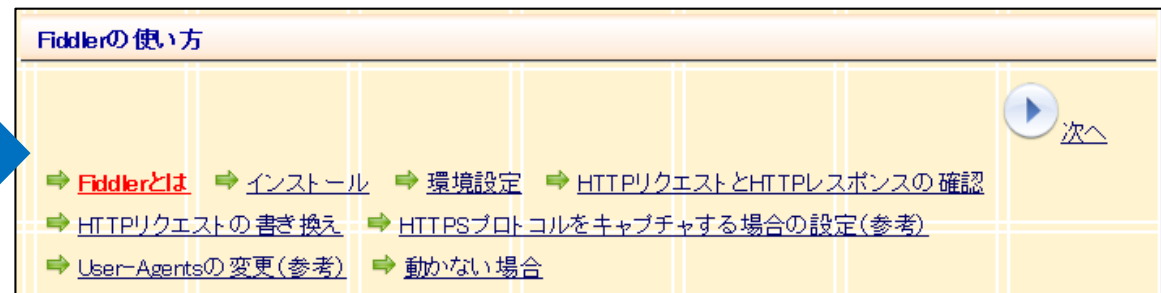 Fiddlerの使い方
次へ
Fiddlerとは インストール 環境設定 HTTPリクエストとHTTPレスポンスの確認
HTTPリクエストの書き換え HTTPSプロトコルをキャプチャする場合の設定(参考)
User-Agentsの変更(参考) 動かない場合